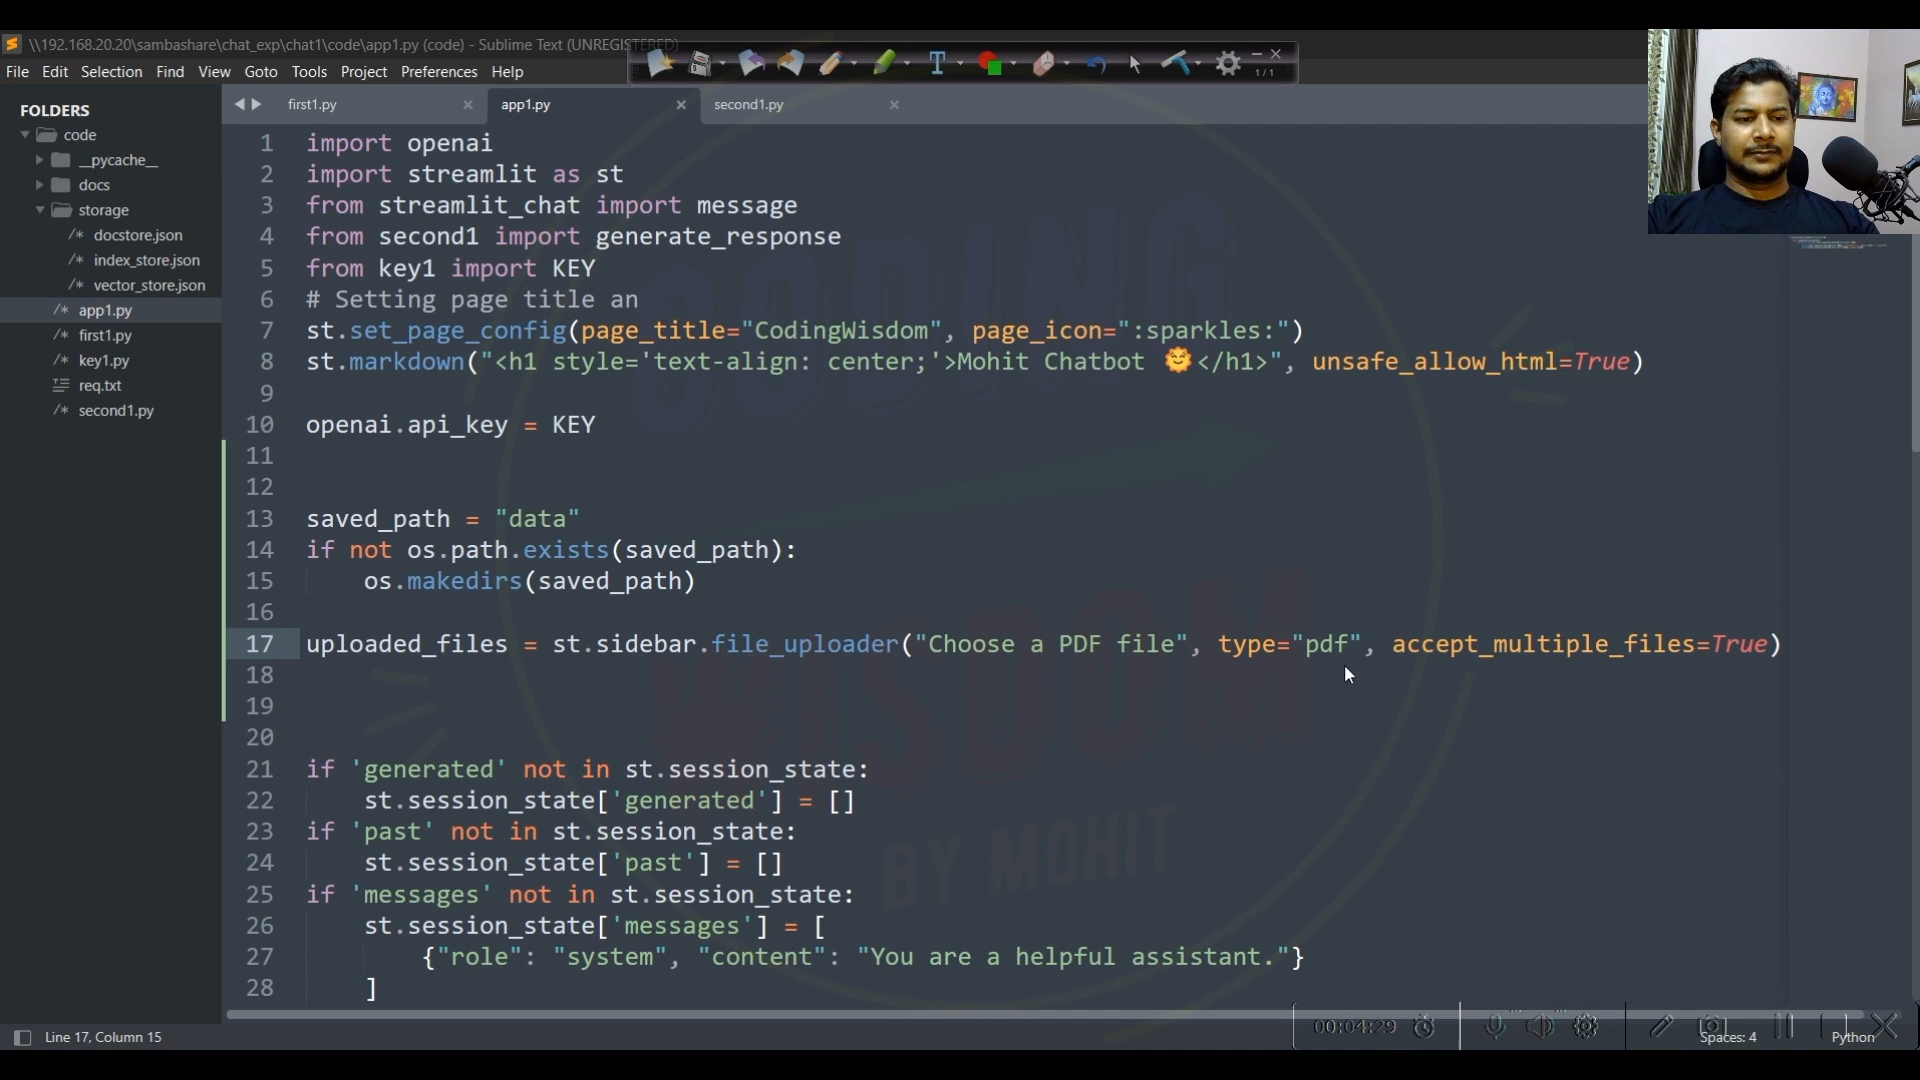 \\192.168.20.20\sambashare\chat_exp\chat1\code\app1.py (code) - Sublime Text (UNREGISTERED)
File Edit Selection Find View Goto Tools Project Preferences Help
1/1
FOLDERS
code
__pycache__
docs
storage
docstore.json
index_store.json
vector_store.json
app1.py
first1.py
key1.py
req.txt
second1.py
first1.py app1.py second1.py
1 import openai
2 import streamlit as st
3 from streamlit_chat import message
4 from second1 import generate_response
5 from key1 import KEY
6 # Setting page title an
7 st.set_page_config(page_title="CodingWisdom", page_icon=":sparkles:")
8 st.markdown("<h1 style='text-align: center;'>Mohit Chatbot 🌞</h1>", unsafe_allow_html=True)
9
10 openai.api_key = KEY
11
12
13 saved_path = "data"
14 if not os.path.exists(saved_path):
15     os.makedirs(saved_path)
16
17 uploaded_files = st.sidebar.file_uploader("Choose a PDF file", type="pdf", accept_multiple_files=True)
18
19
20
21 if 'generated' not in st.session_state:
22     st.session_state['generated'] = []
23 if 'past' not in st.session_state:
24     st.session_state['past'] = []
25 if 'messages' not in st.session_state:
26     st.session_state['messages'] = [
27         {"role": "system", "content": "You are a helpful assistant."}
28     ]
CODING
WISDOM
BY MOHIT
00:04:29
Line 17, Column 15
Spaces: 4
Python